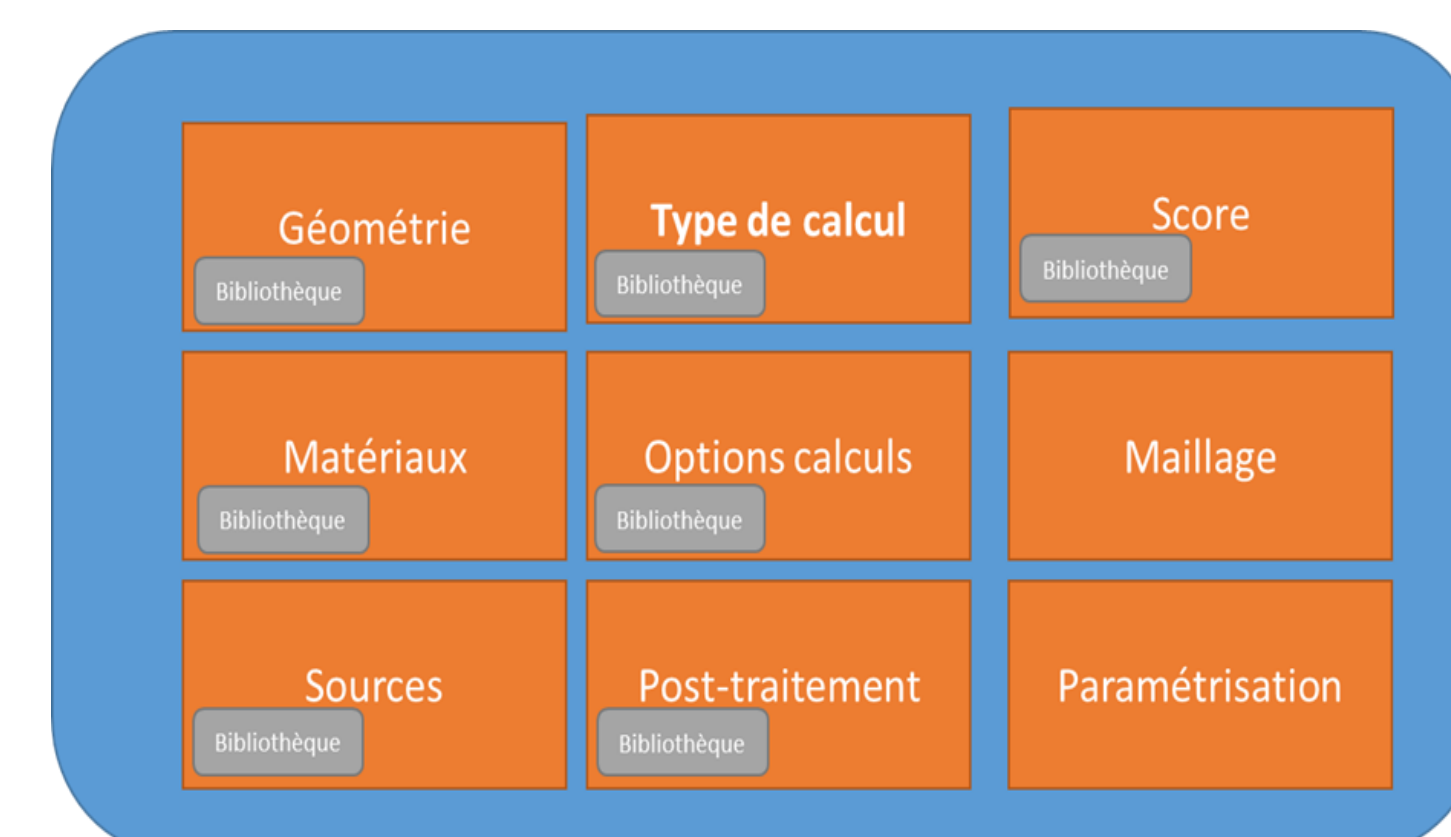 Géométrie
Bibliothèque
Type de calcul
Bibliothèque
Score
Bibliothèque
Matériaux
Bibliothèque
Options calculs
Bibliothèque
Maillage
Sources
Bibliothèque
Post-traitement
Bibliothèque
Paramétrisation